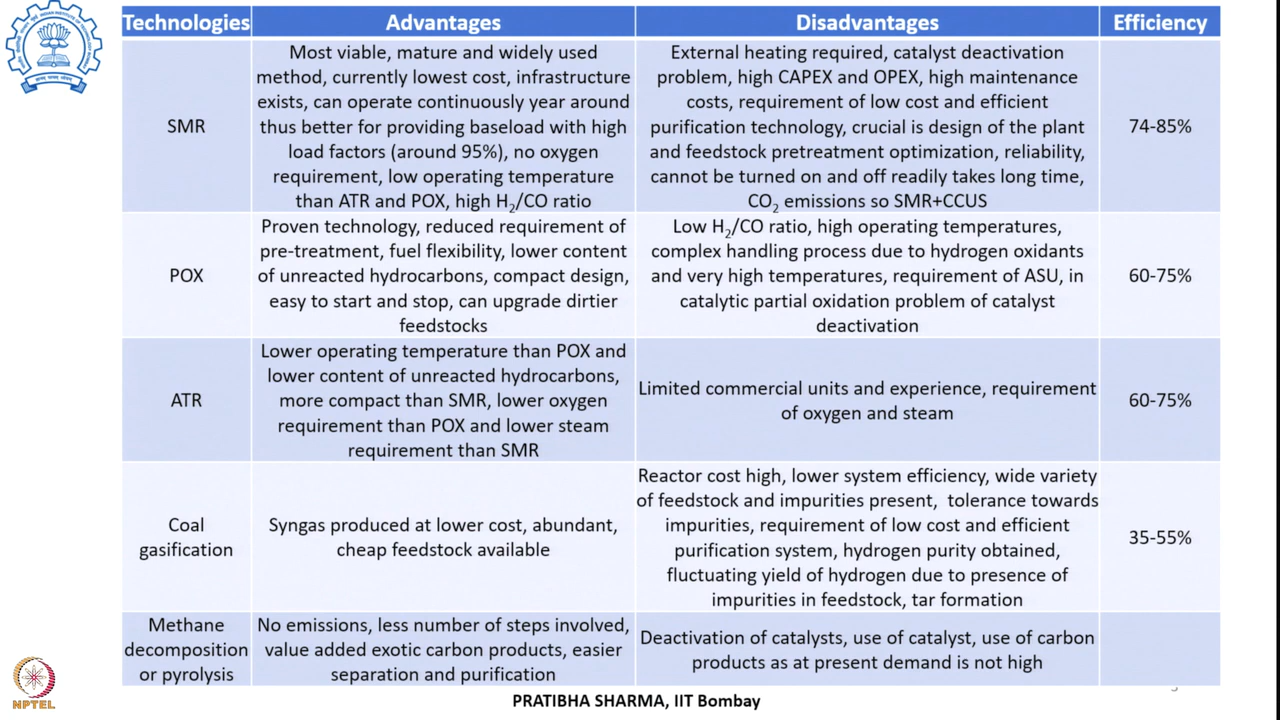 Technologies Advantages Disadvantages Efficiency
SMR
Most viable, mature and widely used
method, currently lowest cost, infrastructure
exists, can operate continuously year around
thus better for providing baseload with high
load factors (around 95%), no oxygen
requirement, low operating temperature
than ATR and POX, high H₂/CO ratio
External heating required, catalyst deactivation
problem, high CAPEX and OPEX, high maintenance
costs, requirement of low cost and efficient
purification technology, crucial is design of the plant
and feedstock pretreatment optimization, reliability,
cannot be turned on and off readily takes long time,
CO₂ emissions so SMR+CCUS
74-85%
POX
Proven technology, reduced requirement of
pre-treatment, fuel flexibility, lower content
of unreacted hydrocarbons, compact design,
easy to start and stop, can upgrade dirtier
feedstocks
Low H₂/CO ratio, high operating temperatures,
complex handling process due to hydrogen oxidants
and very high temperatures, requirement of ASU, in
catalytic partial oxidation problem of catalyst
deactivation
60-75%
ATR
Lower operating temperature than POX and
lower content of unreacted hydrocarbons,
more compact than SMR, lower oxygen
requirement than POX and lower steam
requirement than SMR
Limited commercial units and experience, requirement
of oxygen and steam
60-75%
Coal
gasification
Syngas produced at lower cost, abundant,
cheap feedstock available
Reactor cost high, lower system efficiency, wide variety
of feedstock and impurities present, tolerance towards
impurities, requirement of low cost and efficient
purification system, hydrogen purity obtained,
fluctuating yield of hydrogen due to presence of
impurities in feedstock, tar formation
35-55%
Methane
decomposition
or pyrolysis
No emissions, less number of steps involved,
value added exotic carbon products, easier
separation and purification
Deactivation of catalysts, use of catalyst, use of carbon
products as at present demand is not high
NPTEL
PRATIBHA SHARMA, IIT Bombay